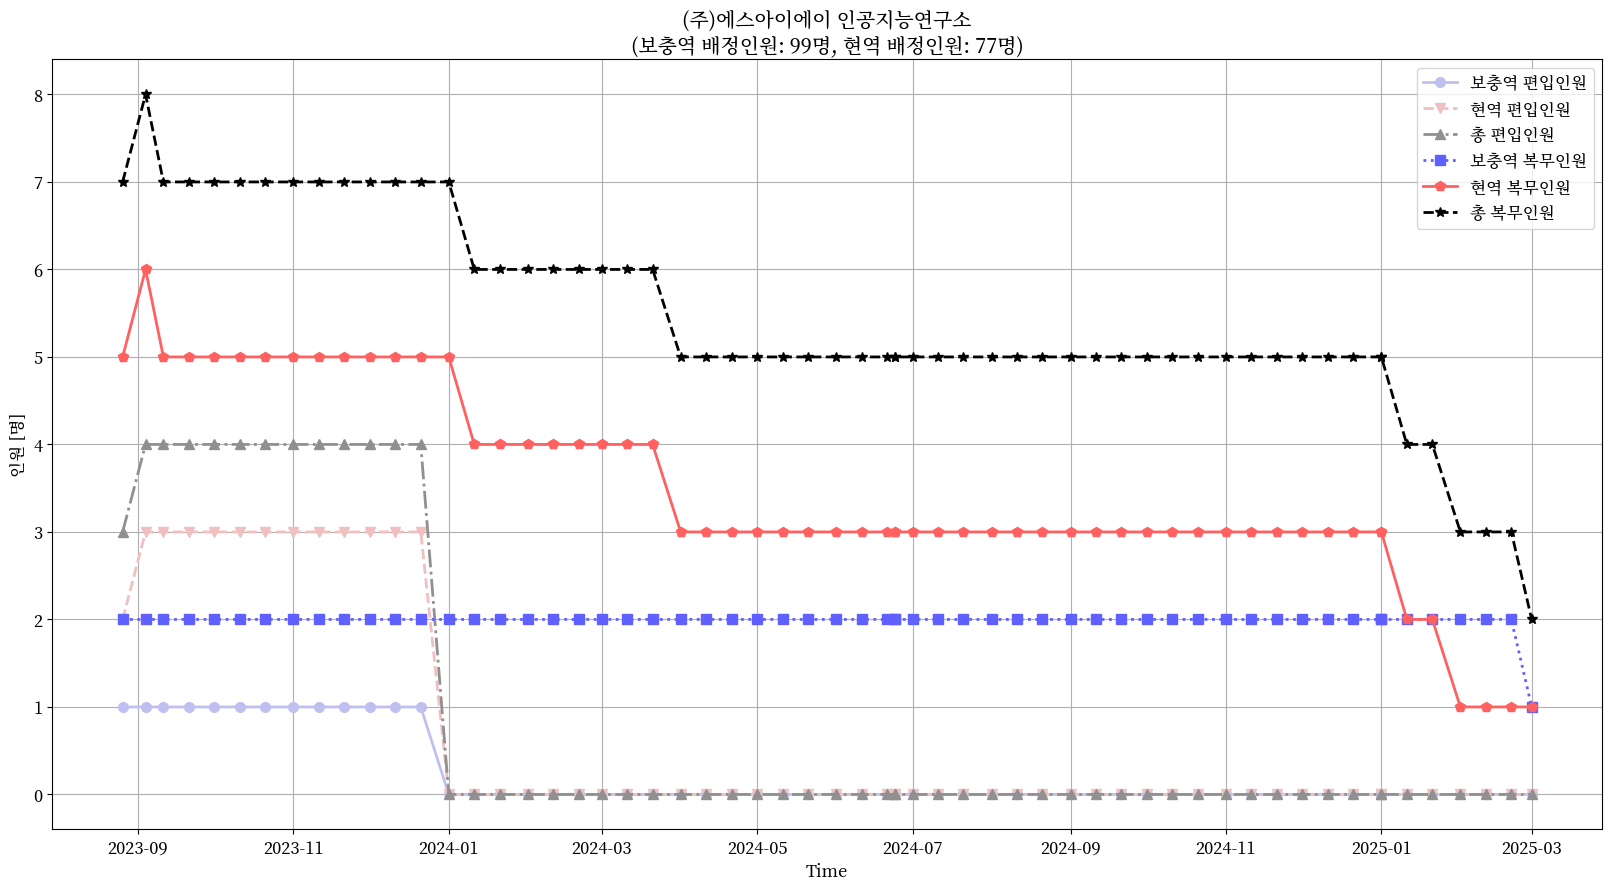 (주)에스아이에이 인공지능연구소
(보충역 배정인원: 99명, 현역 배정인원: 77명)
보충역 편입인원
현역 편입인원
총 편입인원
보충역 복무인원
현역 복무인원
총 복무인원
인원 [명]
8
7
6
5
4
3
2
1
0
2023-09 2023-11 2024-01 2024-03 2024-05 2024-07 2024-09 2024-11 2025-01 2025-03
Time